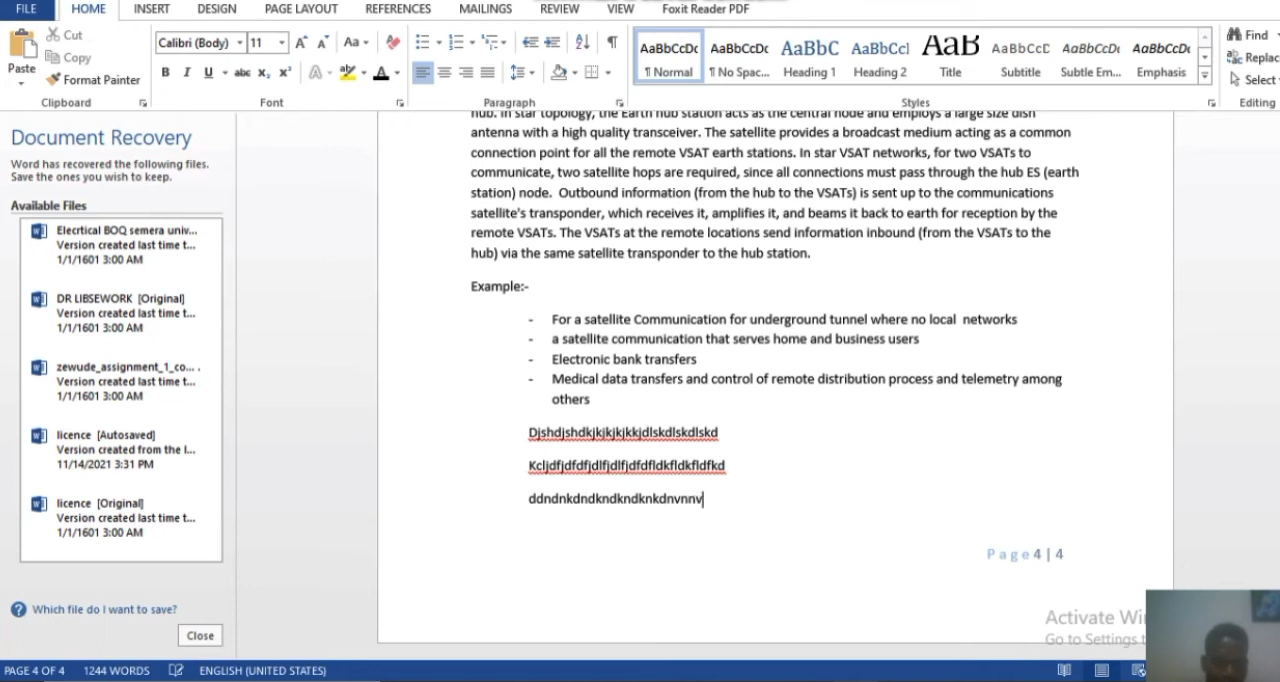 FILE HOME INSERT DESIGN PAGE LAYOUT REFERENCES MAILINGS REVIEW VIEW Foxit Reader PDF
Paste
Cut
Copy
Format Painter
Clipboard
Calibri (Body) 11
B I U abc X₂ X² A A
Aa
Font
Paragraph
AaBbCcDc AaBbCcDc AaBbC AaBbCcI AaB AaBbCcD AaBbCcDc AaBbCcDc
¶ Normal ¶ No Spac... Heading 1 Heading 2 Title Subtitle Subtle Em... Emphasis
Styles
Find
Replac
Select
Editing
Document Recovery
Word has recovered the following files.
Save the ones you wish to keep.
Available Files
Elecrtical BOQ semera univ...
Version created last time t...
1/1/1601 3:00 AM
DR LIBSEWORK [Original]
Version created last time t...
1/1/1601 3:00 AM
zewude_assignment_1_co... .
Version created last time t...
1/1/1601 3:00 AM
licence [Autosaved]
Version created from the l...
11/14/2021 3:31 PM
licence [Original]
Version created last time t...
1/1/1601 3:00 AM
Which file do I want to save?
Close
hub. In star topology, the Earth hub station acts as the central node and employs a large size dish
antenna with a high quality transceiver. The satellite provides a broadcast medium acting as a common
connection point for all the remote VSAT earth stations. In star VSAT networks, for two VSATs to
communicate, two satellite hops are required, since all connections must pass through the hub ES (earth
station) node. Outbound information (from the hub to the VSATs) is sent up to the communications
satellite's transponder, which receives it, amplifies it, and beams it back to earth for reception by the
remote VSATs. The VSATs at the remote locations send information inbound (from the VSATs to the
hub) via the same satellite transponder to the hub station.
Example:-
- For a satellite Communication for underground tunnel where no local networks
- a satellite communication that serves home and business users
- Electronic bank transfers
- Medical data transfers and control of remote distribution process and telemetry among
others
Djshdjshdkjkjkjkjkkjdlskdlskdlskd
Kcljdfjdfdfjdlfjdlfjdfdfldkfldkfldfkd
ddndnkdndkndkndknkdnvnnv
Page 4 | 4
Activate Wi
Go to Settings t
PAGE 4 OF 4 1244 WORDS ENGLISH (UNITED STATES)